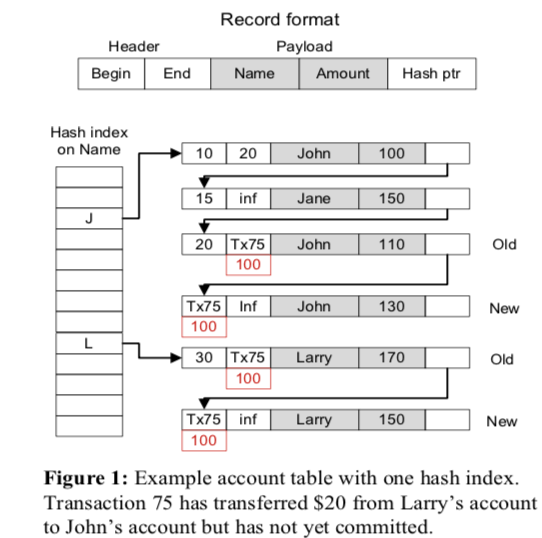 Record format
Header Payload
Begin End Name Amount Hash ptr
Hash index
on Name
10 20 John 100
15 inf Jane 150
J
20 Tx75 John 110 Old
100
Tx75 Inf John 130 New
100
L
30 Tx75 Larry 170 Old
100
Tx75 inf Larry 150 New
100
Figure 1: Example account table with one hash index.
Transaction 75 has transferred $20 from Larry's account
to John's account but has not yet committed.